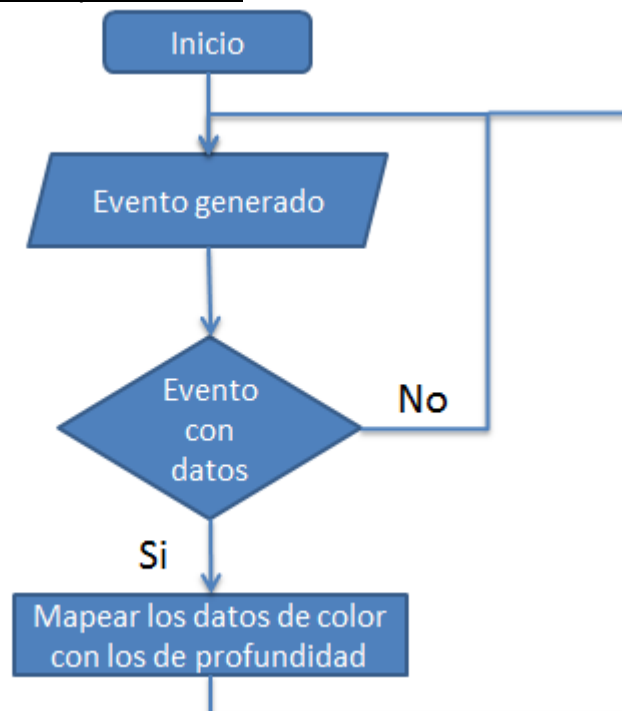 Inicio
Evento generado
Evento
con
datos
No
Si
Mapear los datos de color
con los de profundidad